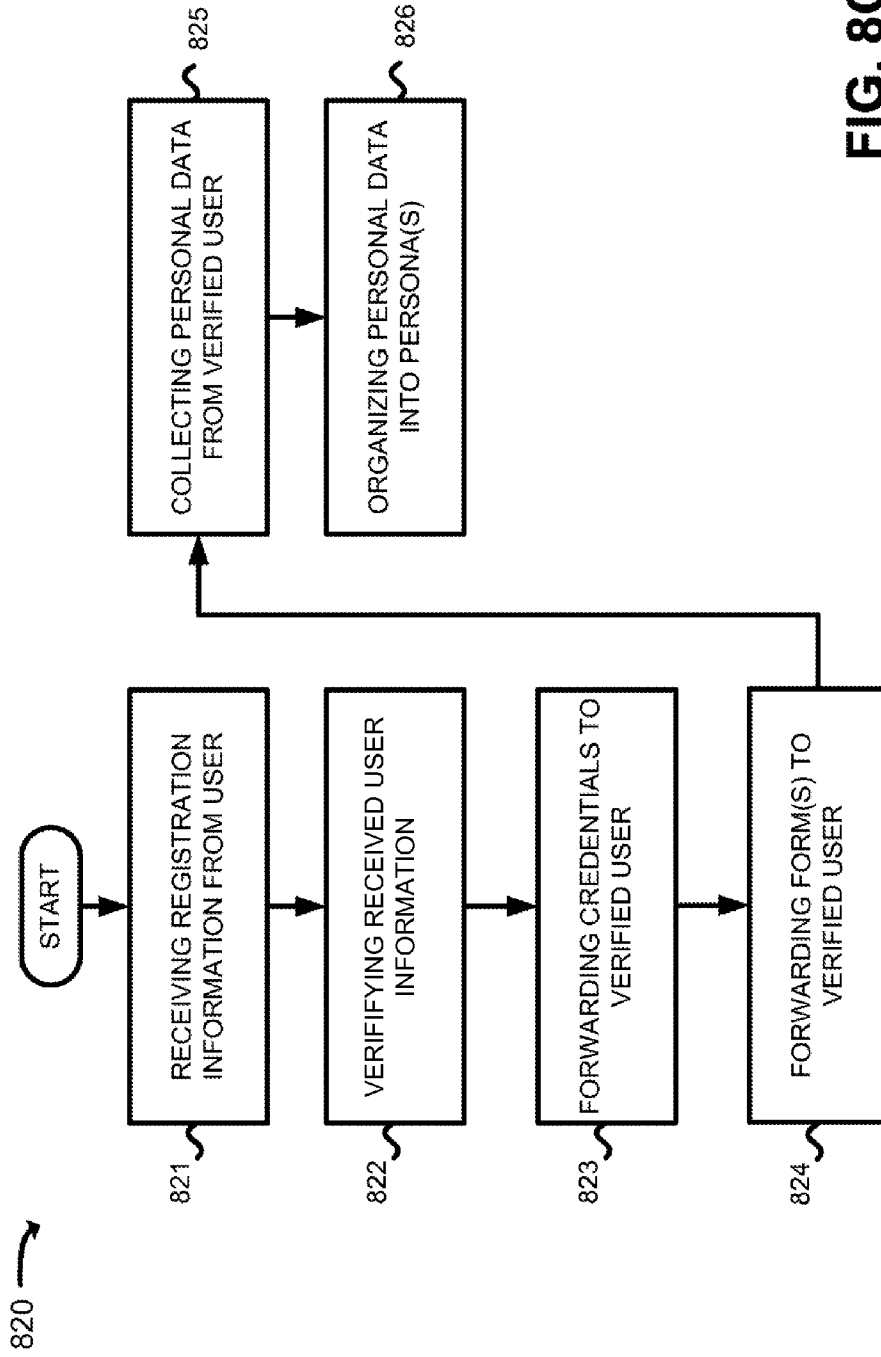 820
START
821
RECEIVING REGISTRATION
INFORMATION FROM USER
822
VERIFIFYING RECEIVED USER
INFORMATION
823
FORWARDING CREDENTIALS TO
VERIFIED USER
824
FORWARDING FORM(S) TO
VERIFIED USER
825
COLLECTING PERSONAL DATA
FROM VERIFIED USER
826
ORGANIZING PERSONAL DATA
INTO PERSONA(S)
FIG. 8C